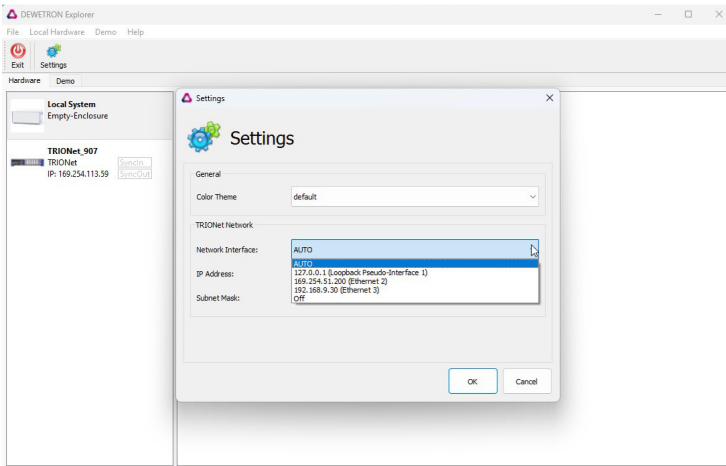 DEWETRON Explorer
File Local Hardware Demo Help
Exit Settings
Hardware Demo
Local System
Empty-Enclosure
TRIONet_907
TRIONet SyncIn
IP: 169.254.113.59 SyncOut
Settings
Settings
General
Color Theme default
TRIONet Network
Network Interface: AUTO
AUTO
127.0.0.1 (Loopback Pseudo-Interface 1)
IP Address:
169.254.51.200 (Ethernet 2)
192.168.9.30 (Ethernet 3)
Subnet Mask: Off
OK Cancel